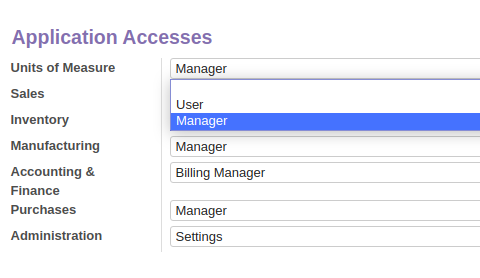 Application Accesses
Units of Measure Manager
Sales
User
Inventory Manager
Manufacturing Manager
Accounting & Billing Manager
Finance
Purchases Manager
Administration Settings